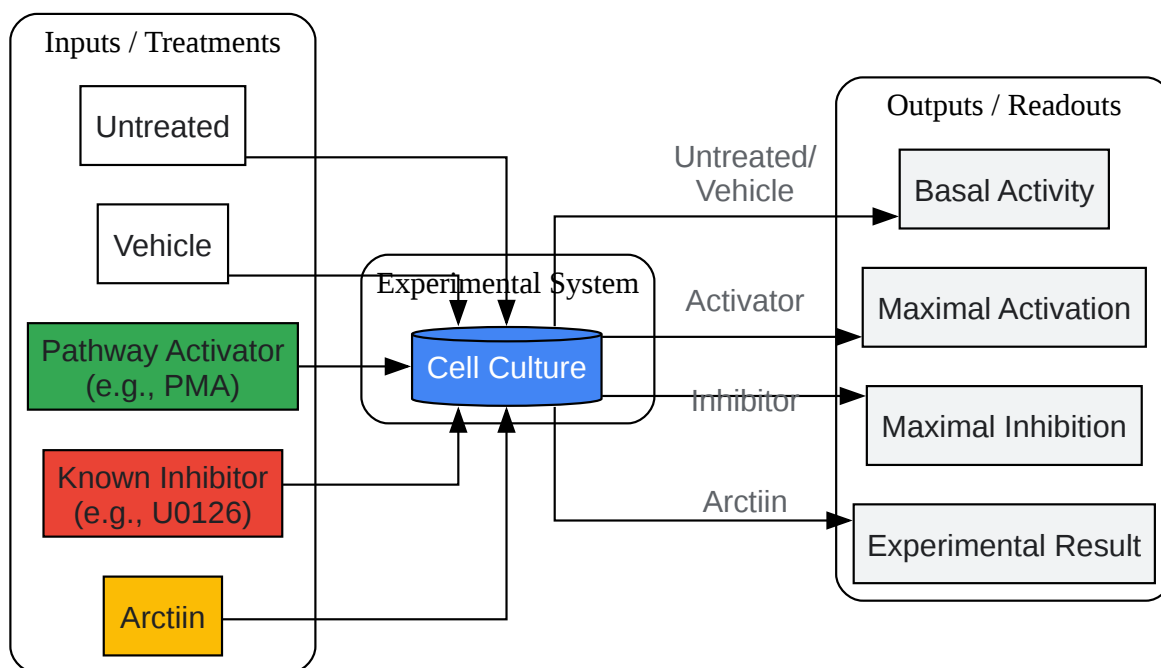 Inputs / Treatments
Untreated
Vehicle
Pathway Activator
(e.g., PMA)
Known Inhibitor
(e.g., U0126)
Arctiin
Experimental System
Cell Culture
Untreated/
Vehicle
Activator
Inhibitor
Arctiin
Outputs / Readouts
Basal Activity
Maximal Activation
Maximal Inhibition
Experimental Result